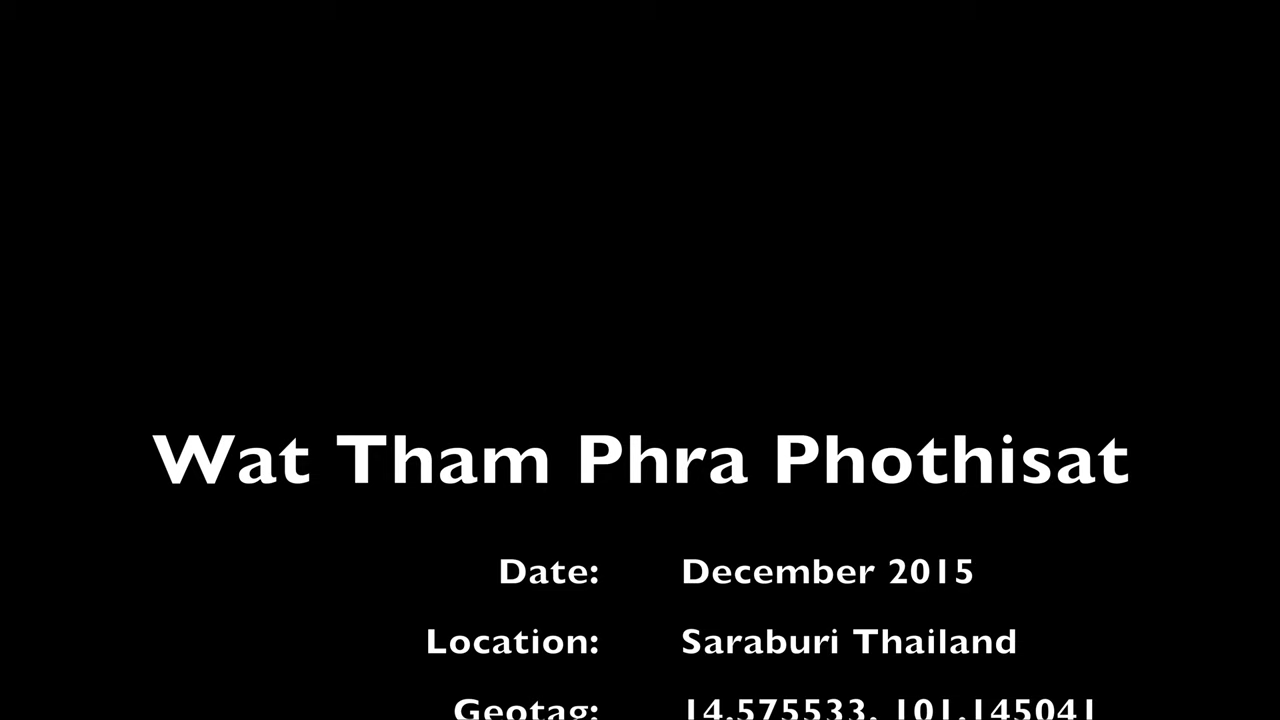 Wat Tham Phra Phothisat
Date: December 2015
Location: Saraburi Thailand
Geotag: 14.575533, 101.145041